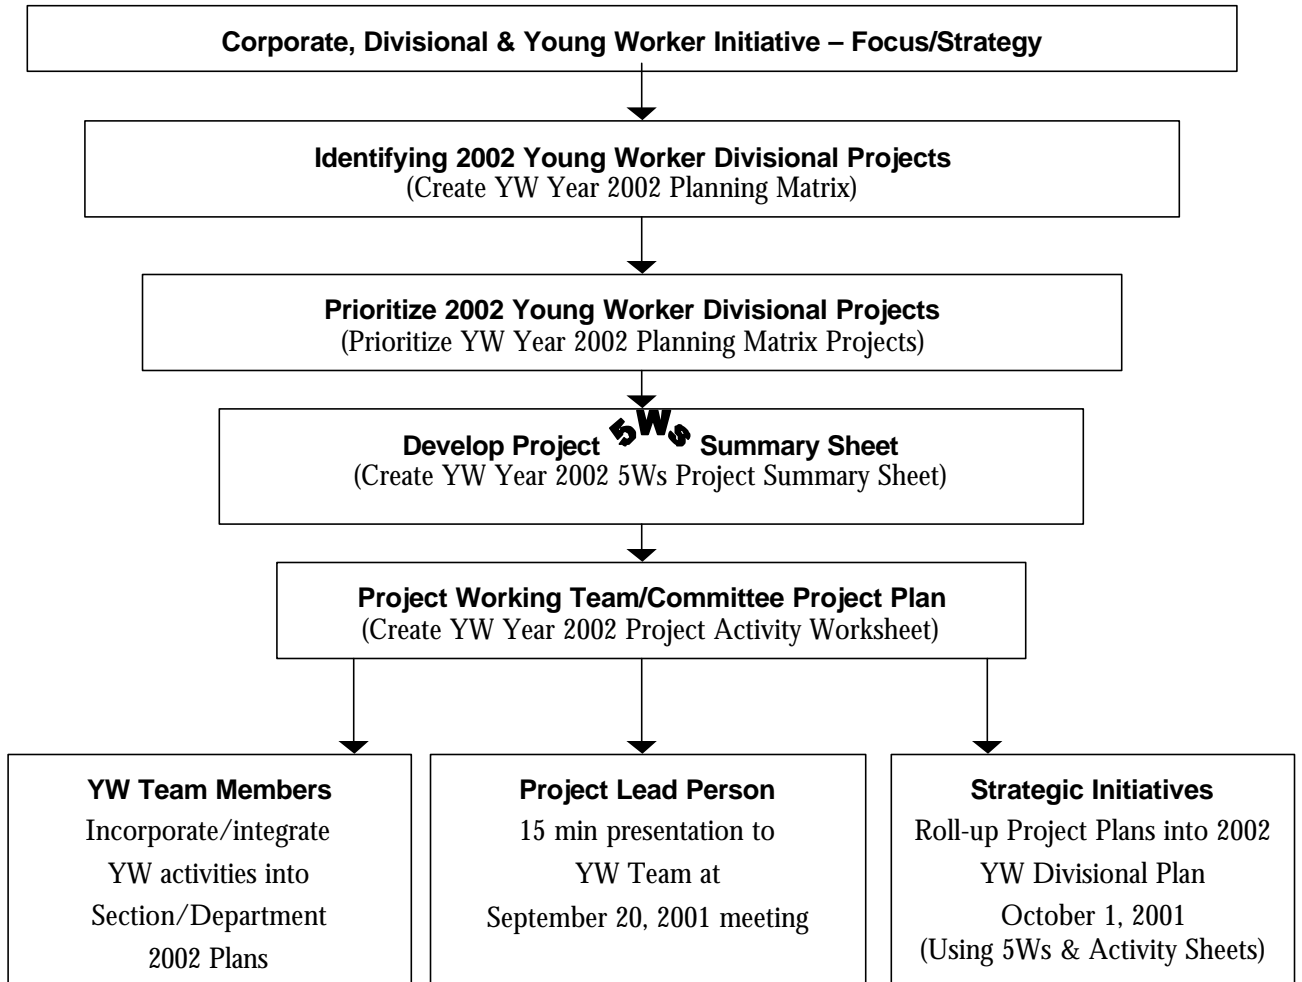 Corporate, Divisional & Young Worker Initiative – Focus/Strategy
Identifying 2002 Young Worker Divisional Projects
(Create YW Year 2002 Planning Matrix)
Prioritize 2002 Young Worker Divisional Projects
(Prioritize YW Year 2002 Planning Matrix Projects)
Develop Project 5Ws Summary Sheet
(Create YW Year 2002 5Ws Project Summary Sheet)
Project Working Team/Committee Project Plan
(Create YW Year 2002 Project Activity Worksheet)
YW Team Members
Incorporate/integrate
YW activities into
Section/Department
2002 Plans
Project Lead Person
15 min presentation to
YW Team at
September 20, 2001 meeting
Strategic Initiatives
Roll-up Project Plans into 2002
YW Divisional Plan
October 1, 2001
(Using 5Ws & Activity Sheets)